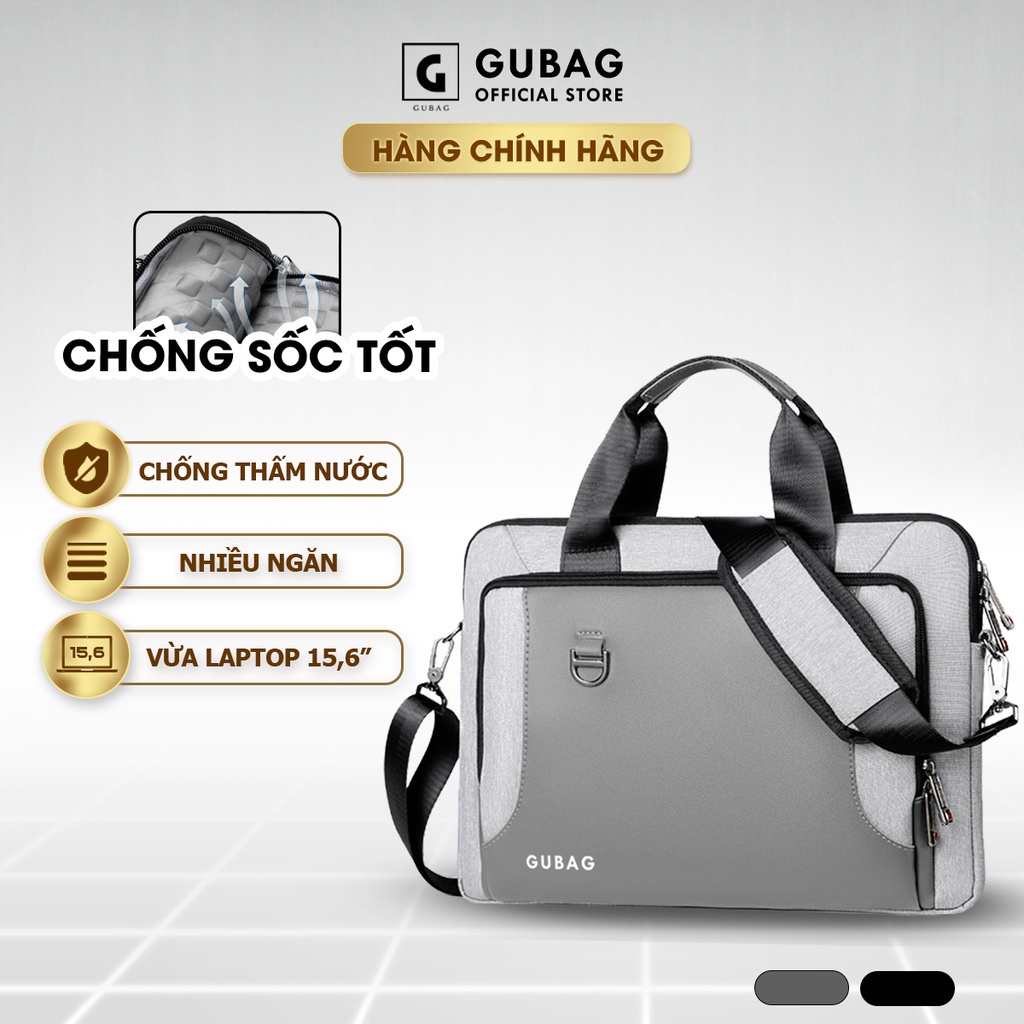 G
GUBAG
GUBAG
OFFICIAL STORE
HÀNG CHÍNH HÃNG
CHỐNG SỐC TỐT
CHỐNG THẤM NƯỚC
NHIỀU NGĂN
15,6
VỪA LAPTOP 15,6”
GUBAG